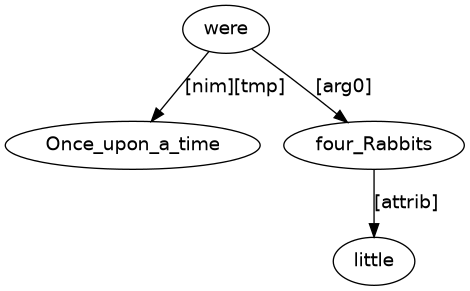 were
[nim][tmp] [arg0]
Once_upon_a_time four_Rabbits
[attrib]
little